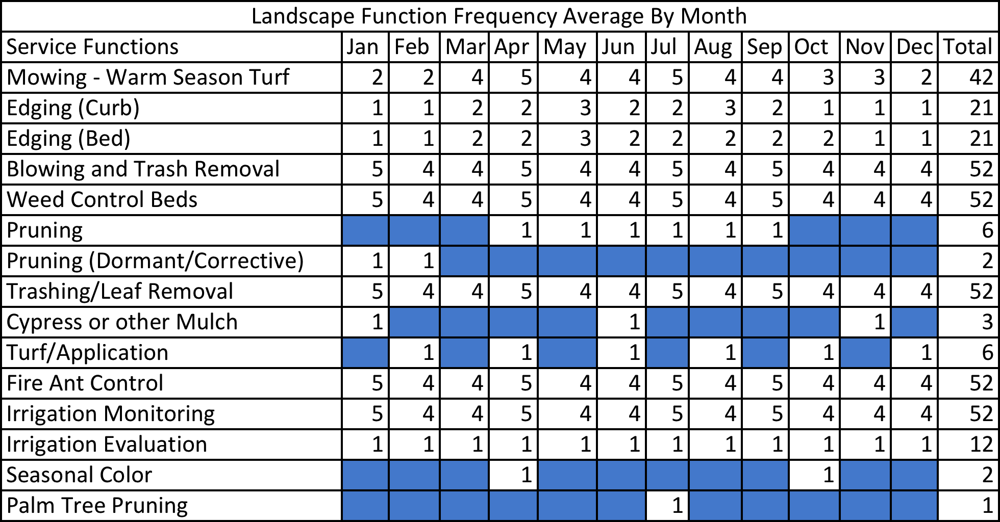 Landscape Function Frequency Average By Month
Service Functions Jan Feb Mar Apr May Jun Jul Aug Sep Oct Nov Dec Total
Mowing - Warm Season Turf 2 2 4 5 4 4 5 4 4 3 3 2 42
Edging (Curb) 1 1 2 2 3 2 2 3 2 1 1 1 21
Edging (Bed) 1 1 2 2 3 2 2 2 2 2 1 1 21
Blowing and Trash Removal 5 4 4 5 4 4 5 4 5 4 4 4 52
Weed Control Beds 5 4 4 5 4 4 5 4 5 4 4 4 52
Pruning 1 1 1 1 1 1 6
Pruning (Dormant/Corrective) 1 1 2
Trashing/Leaf Removal 5 4 4 5 4 4 5 4 5 4 4 4 52
Cypress or other Mulch 1 1 1 3
Turf/Application 1 1 1 1 1 1 6
Fire Ant Control 5 4 4 5 4 4 5 4 5 4 4 4 52
Irrigation Monitoring 5 4 4 5 4 4 5 4 5 4 4 4 52
Irrigation Evaluation 1 1 1 1 1 1 1 1 1 1 1 1 12
Seasonal Color 1 1 2
Palm Tree Pruning 1 1